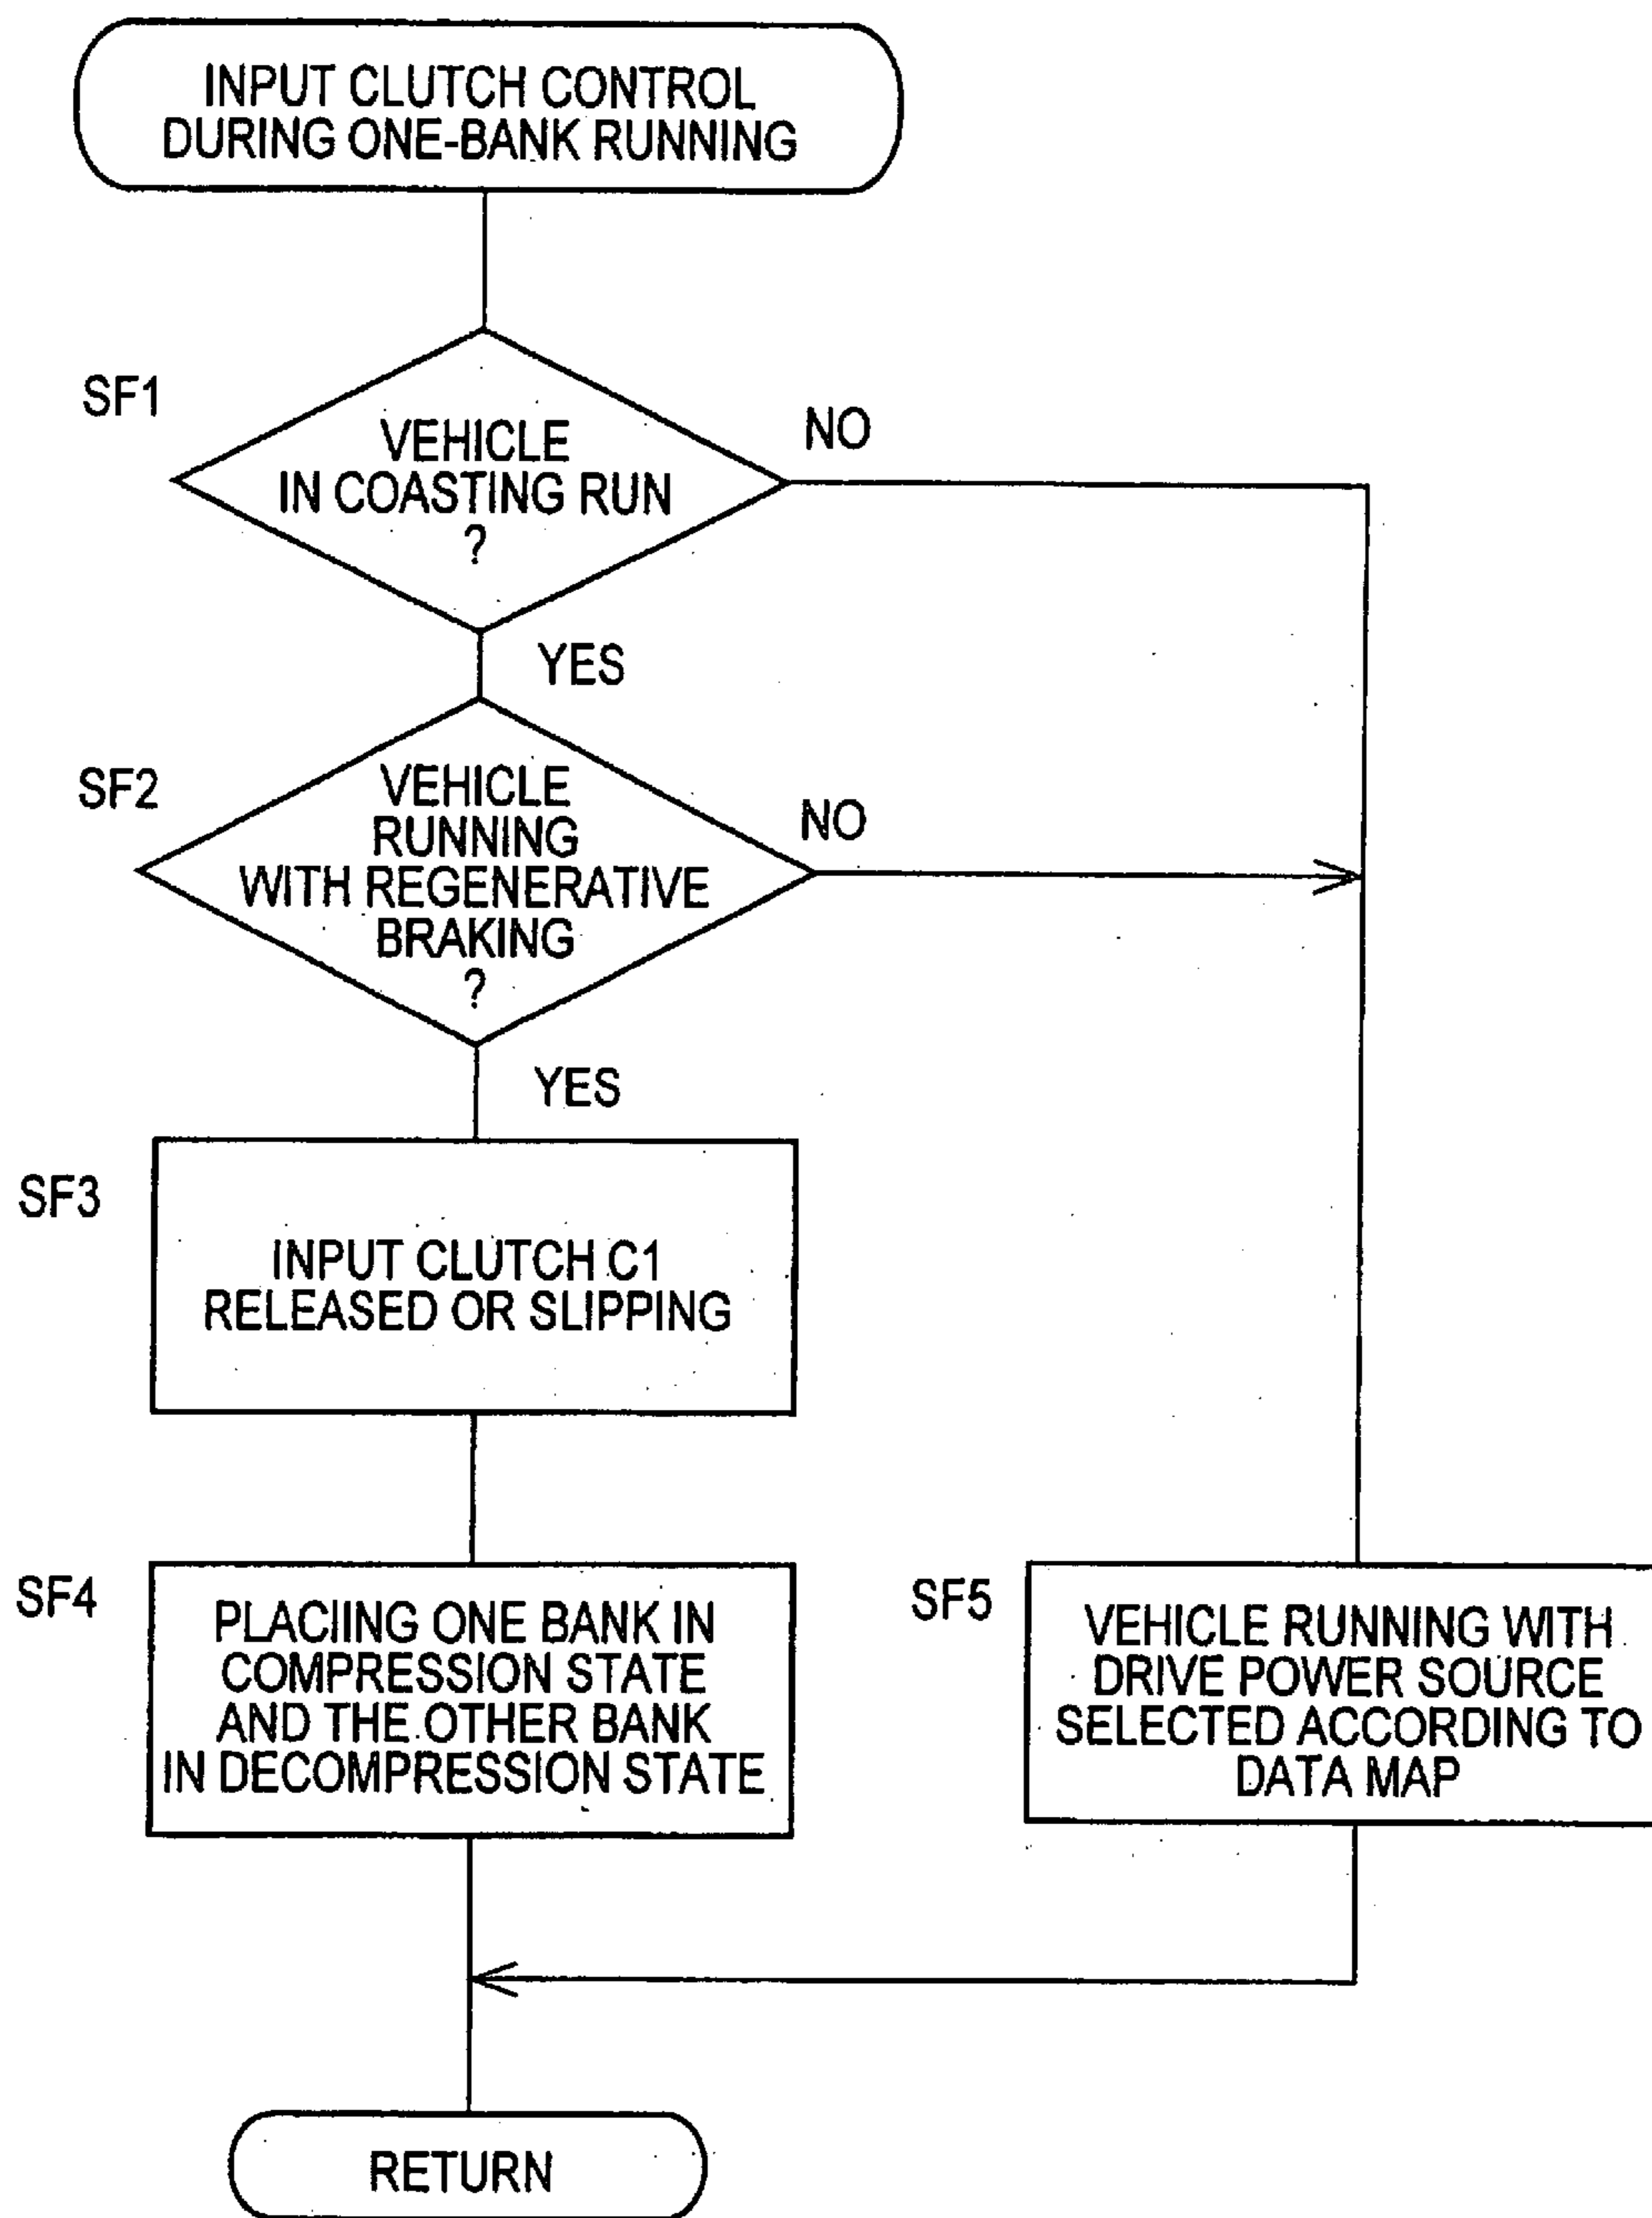 INPUT CLUTCH CONTROL
DURING ONE-BANK RUNNING
SF1
VEHICLE
IN COASTING RUN
?
NO
YES
SF2
VEHICLE
RUNNING
WITH REGENERATIVE
BRAKING
?
NO
YES
SF3
INPUT CLUTCH C1
RELEASED OR SLIPPING
SF4
PLACIING ONE BANK IN
COMPRESSION STATE
AND THE OTHER BANK
IN DECOMPRESSION STATE
SF5
VEHICLE RUNNING WITH
DRIVE POWER SOURCE
SELECTED ACCORDING TO
DATA MAP
RETURN